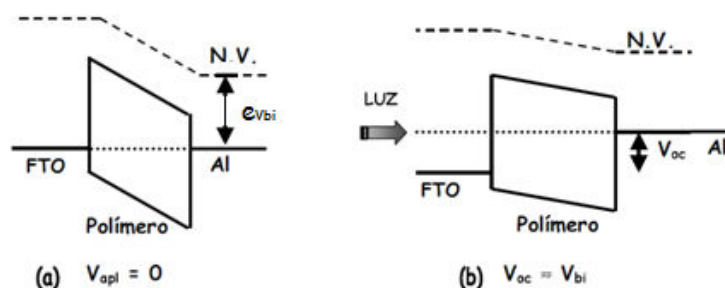 N.V.
eVbi
FTO
Al
Polímero
(a) Vapl = 0
N.V.
LUZ
Voc
FTO
Al
Polímero
(b) Voc ≈ Vbi